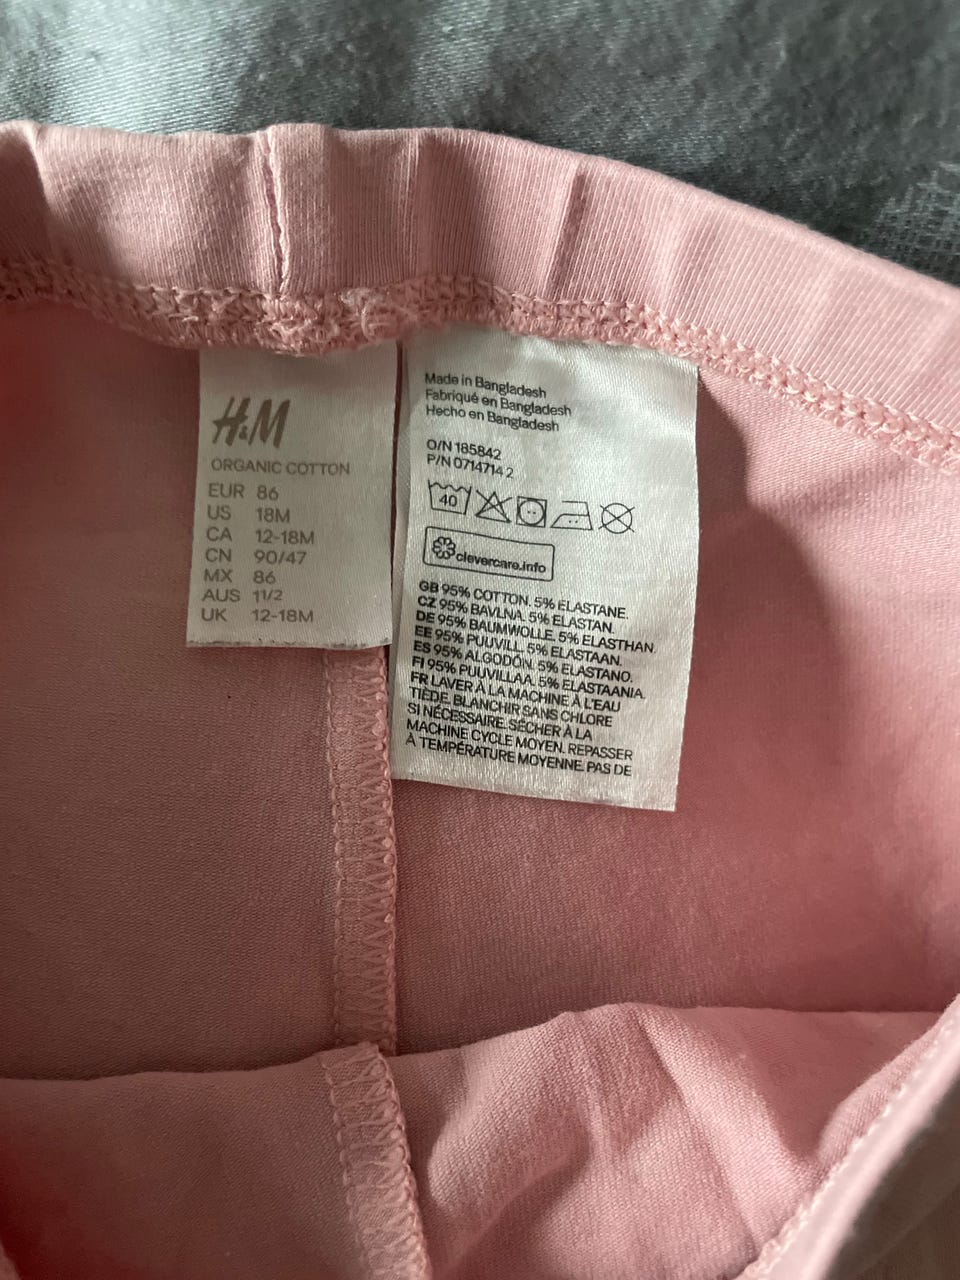 H&M
ORGANIC COTTON
EUR 86
US 18M
CA 12-18M
CN 90/47
MX 86
AUS 11/2
UK 12-18M
Made in Bangladesh
Fabriqué en Bangladesh
Hecho en Bangladesh
O/N 185842
P/N 0714714 2
40
clevercare.info
GB 95% COTTON. 5% ELASTANE.
CZ 95% BAVLNA. 5% ELASTAN.
DE 95% BAUMWOLLE. 5% ELASTHAN.
EE 95% PUUVILL. 5% ELASTAAN.
ES 95% ALGODÓN. 5% ELASTANO.
FI 95% PUUVILLAA. 5% ELASTAANIA.
FR LAVER À LA MACHINE À L'EAU
TIÈDE. BLANCHIR SANS CHLORE
SI NÉCESSAIRE. SÉCHER À LA
MACHINE CYCLE MOYEN. REPASSER
À TEMPÉRATURE MOYENNE. PAS DE